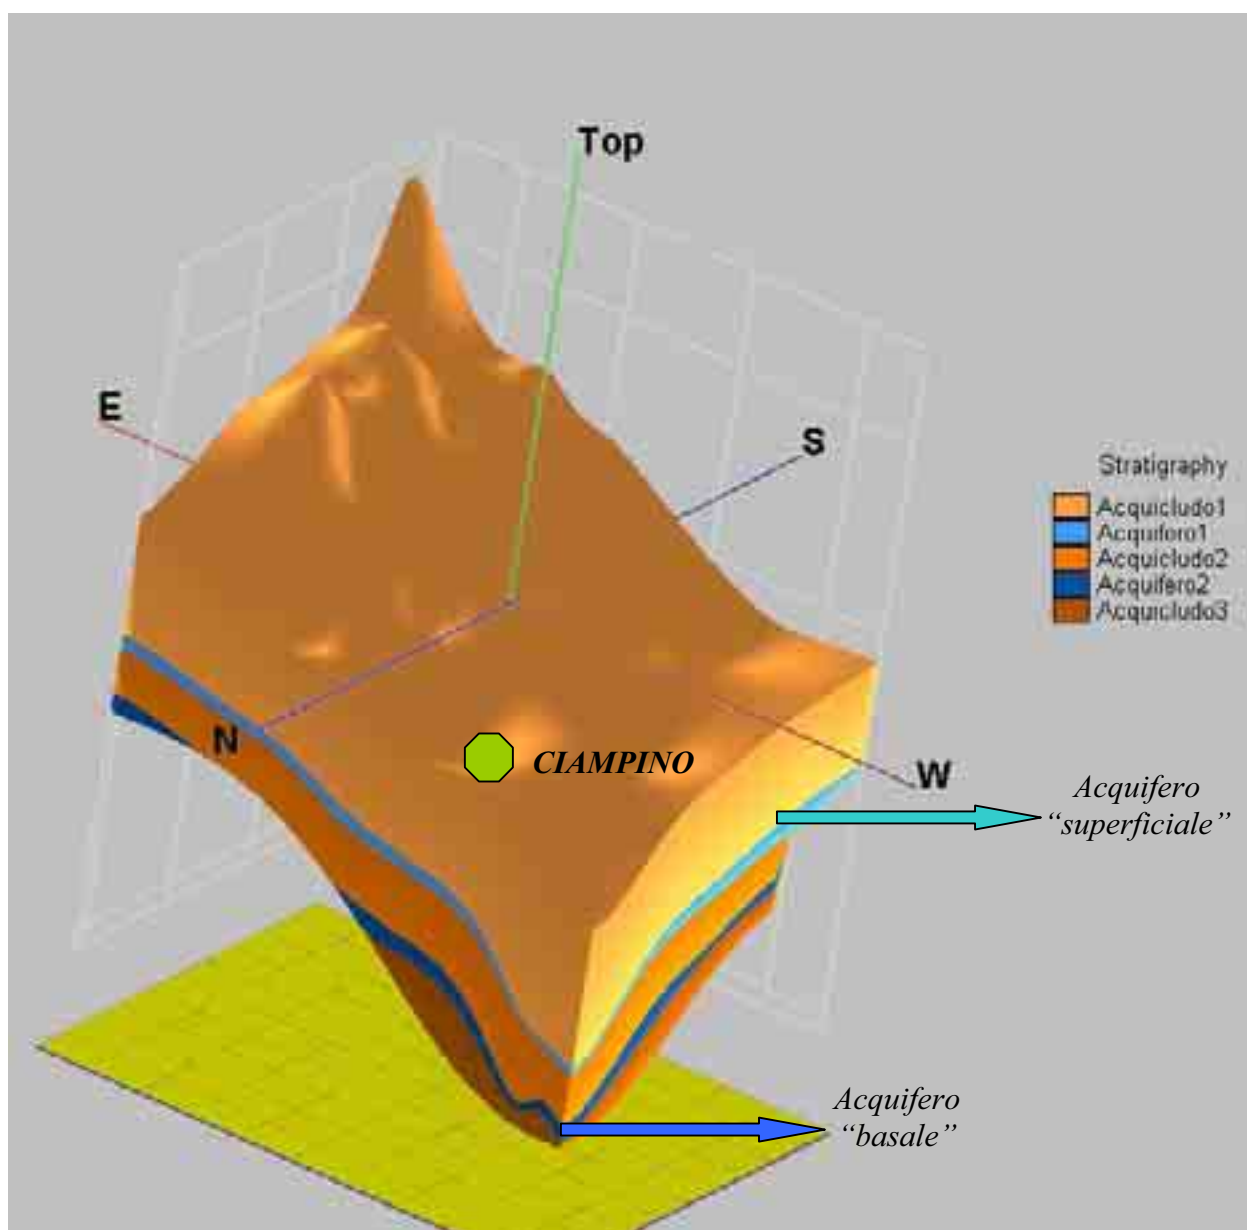 Top
E
S
Stratigraphy
Acquicludo1
Acquifero1
Acquicludo2
Acquifero2
Acquicludo3
N
CIAMPINO
W
Acquifero
“superficiale”
Acquifero
“basale”